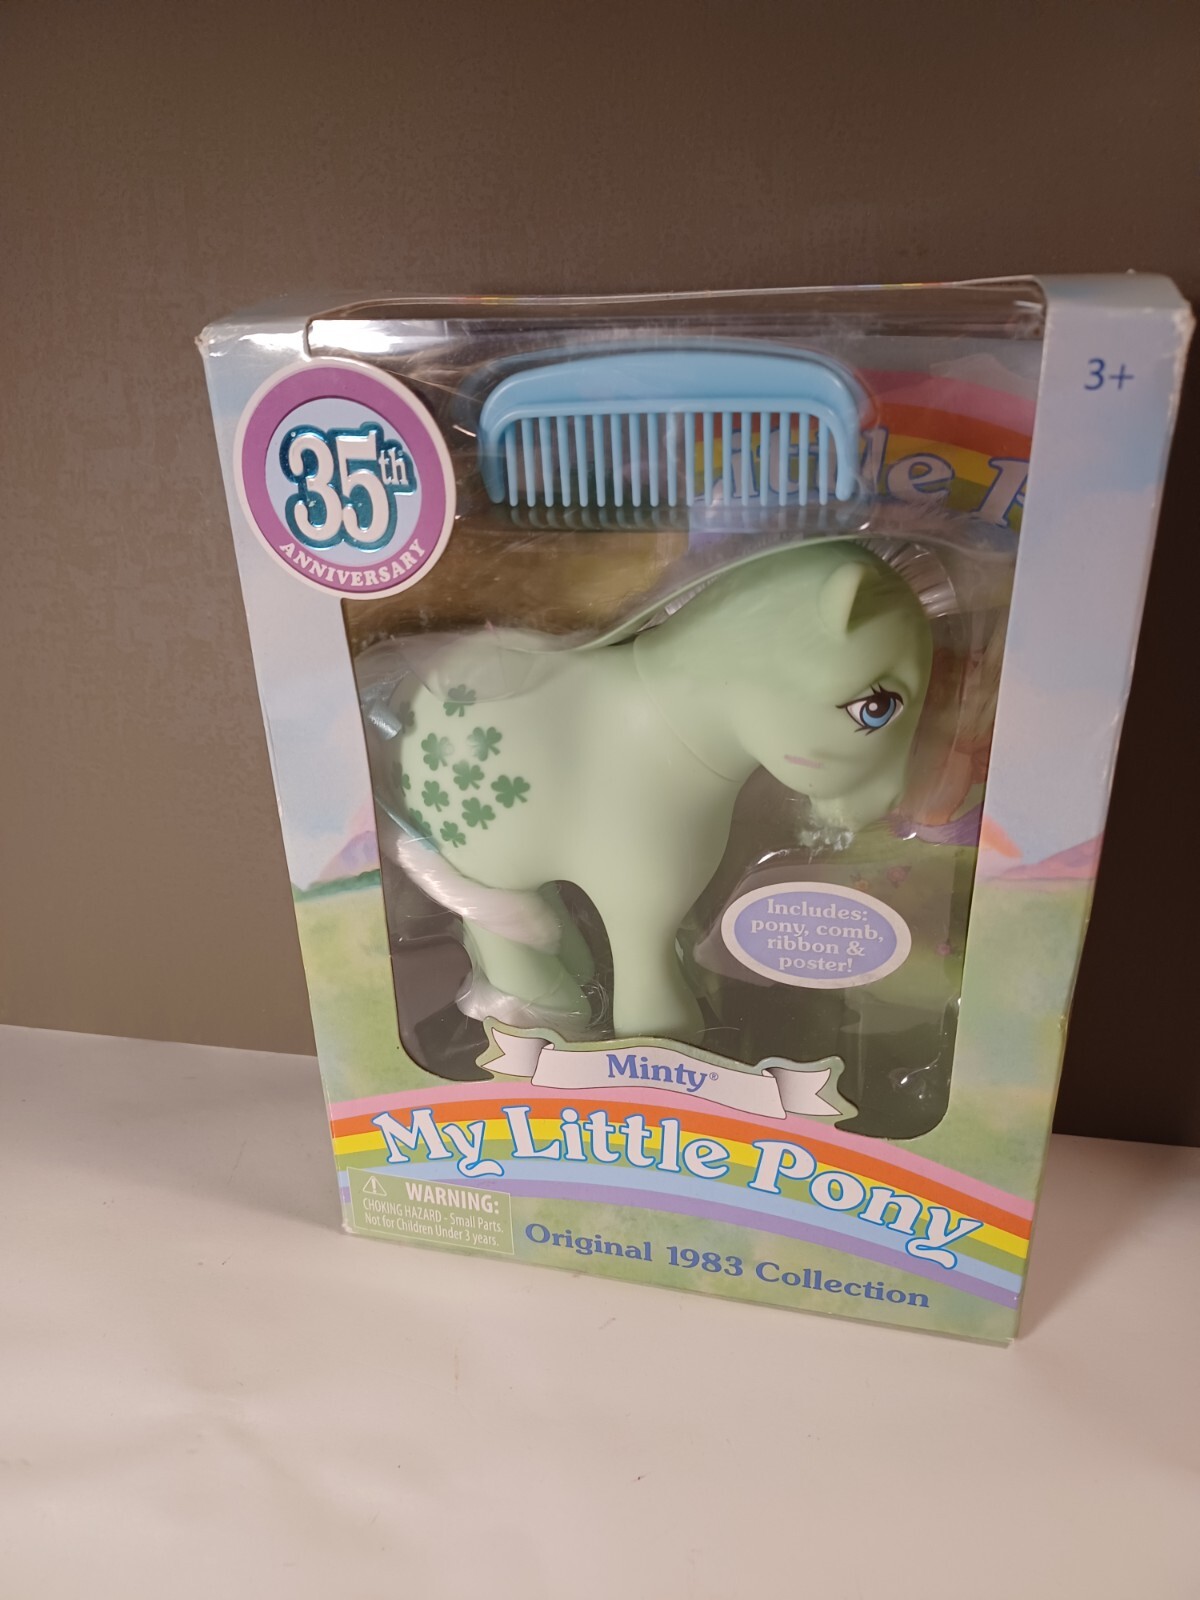 3+
35th
ANNIVERSARY
ittle P
Includes:
pony, comb,
ribbon &
poster!
Minty®
My Little Pony
WARNING:
CHOKING HAZARD - Small Parts.
Not for Children Under 3 years.
Original 1983 Collection